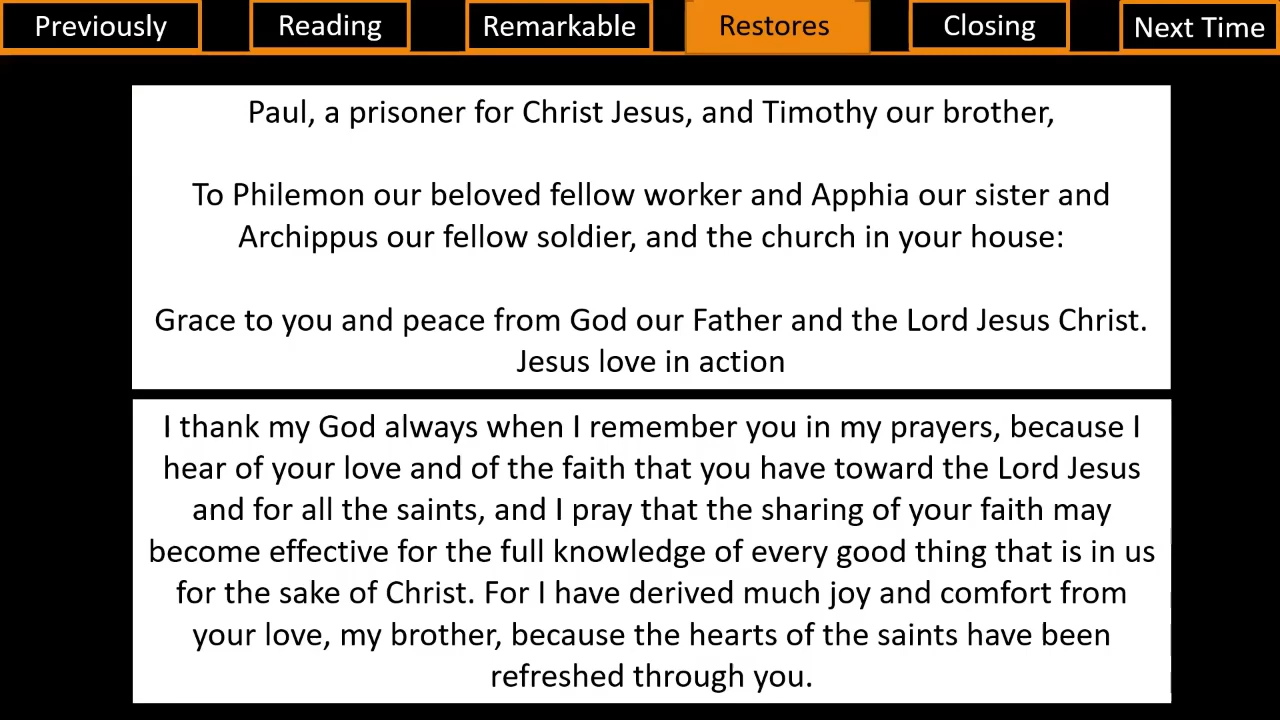 Previously
Reading
Remarkable
Restores
Closing
Next Time
Paul, a prisoner for Christ Jesus, and Timothy our brother,
To Philemon our beloved fellow worker and Apphia our sister and
Archippus our fellow soldier, and the church in your house:
Grace to you and peace from God our Father and the Lord Jesus Christ.
Jesus love in action
I thank my God always when I remember you in my prayers, because I
hear of your love and of the faith that you have toward the Lord Jesus
and for all the saints, and I pray that the sharing of your faith may
become effective for the full knowledge of every good thing that is in us
for the sake of Christ. For I have derived much joy and comfort from
your love, my brother, because the hearts of the saints have been
refreshed through you.